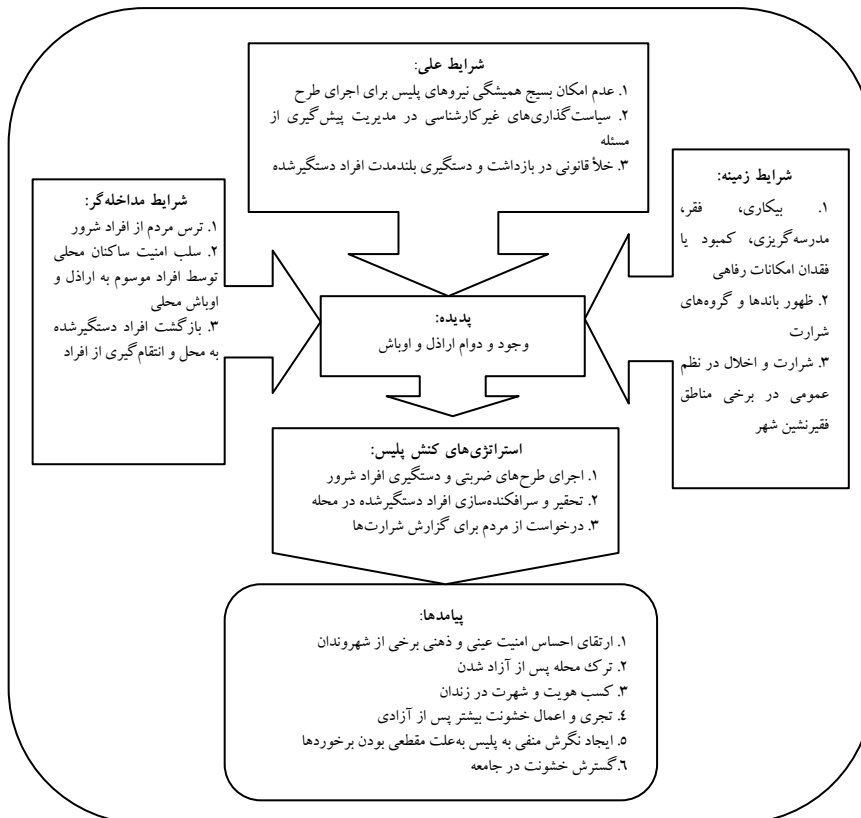 شرایط علی:
۱. عدم امکان بسیج همیشگی نیروهای پلیس برای اجرای طرح
۲. سیاست‌گذاری‌های غیرکارشناسی در مدیریت پیش‌گیری از
مسئله
۳. خلأ قانونی در بازداشت و دستگیری بلندمدت افراد دستگیرشده
شرایط زمینه:
۱. بیکاری، فقر،
مدرسه‌گریزی، کمبود یا
فقدان امکانات رفاهی
۲. ظهور باندها و گروه‌های
شرارت
۳. شرارت و اخلال در نظم
عمومی در برخی مناطق
فقیرنشین شهر
شرایط مداخله‌گر:
۱. ترس مردم از افراد شرور
۲. سلب امنیت ساکنان محلی
توسط افراد موسوم به اراذل و
اوباش محلی
۳. بازگشت افراد دستگیرشده
به محل و انتقام‌گیری از افراد
پدیده:
وجود و دوام اراذل و اوباش
استراتژی‌های کنش پلیس:
۱. اجرای طرح‌های ضربتی و دستگیری افراد شرور
۲. تحقیر و سرافکنده‌سازی افراد دستگیرشده در محله
۳. درخواست از مردم برای گزارش شرارت‌ها
پیامدها:
۱. ارتقای احساس امنیت عینی و ذهنی برخی از شهروندان
۲. ترک محله پس از آزاد شدن
۳. کسب هویت و شهرت در زندان
۴. تجری و اعمال خشونت بیشتر پس از آزادی
۵. ایجاد نگرش منفی به پلیس به‌علت مقطعی بودن برخوردها
۶. گسترش خشونت در جامعه